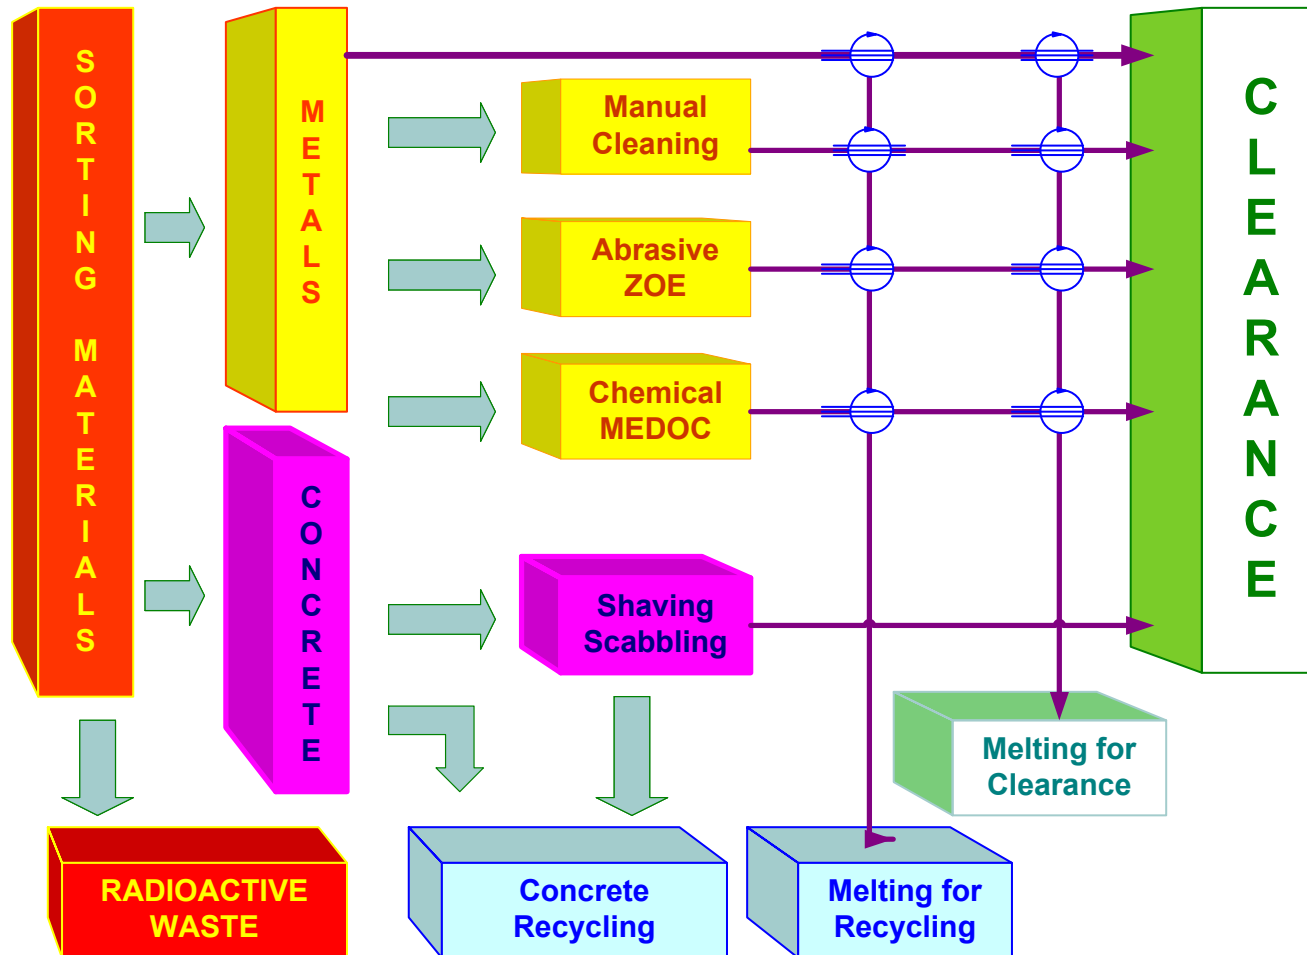 SORTING MATERIALS
METALS
Manual
Cleaning
Abrasive
ZOE
Chemical
MEDOC
CLEARANCE
CONCRETE
Shaving
Scabbling
Melting for
Clearance
RADIOACTIVE
WASTE
Concrete
Recycling
Melting for
Recycling